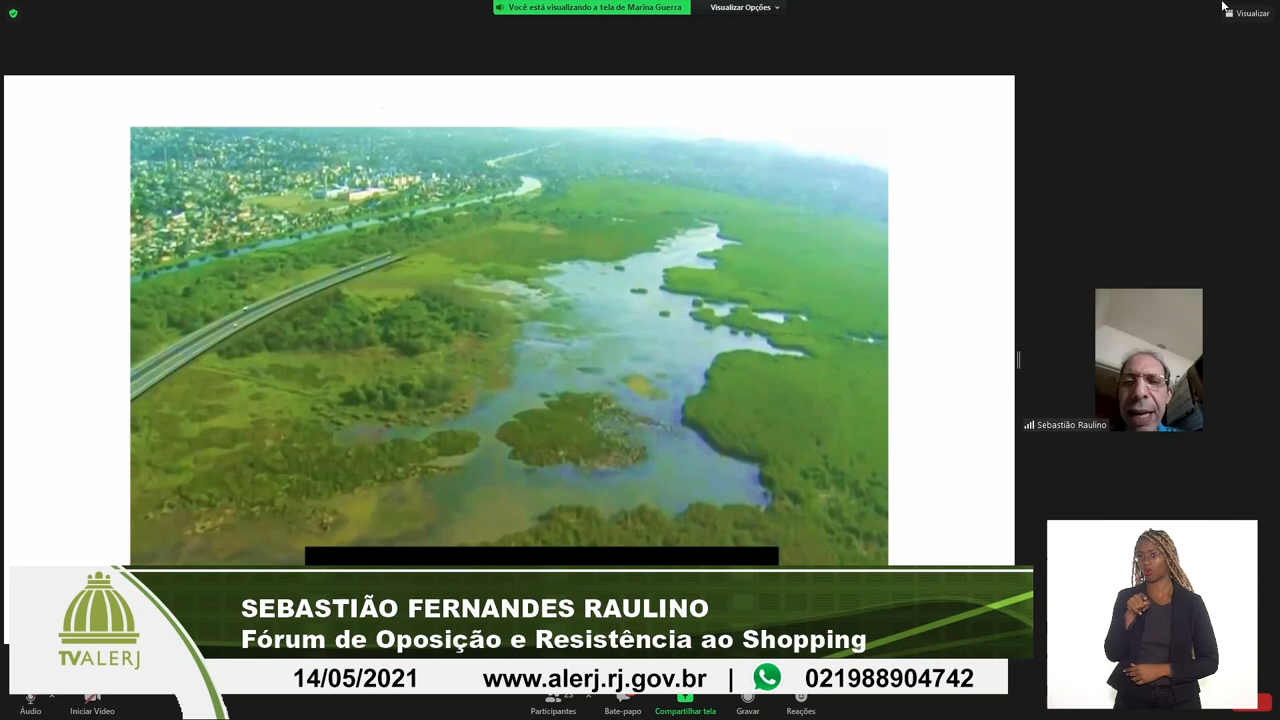 Você está visualizando a tela de Marina Guerra
Visualizar Opções
Visualizar
Sebastião Raulino
SEBASTIÃO FERNANDES RAULINO
Fórum de Oposição e Resistência ao Shopping
TVALERJ
14/05/2021 www.alerj.rj.gov.br | 021988904742
Áudio
Iniciar Vídeo
Participantes
Bate-papo
Compartilhar tela
Gravar
Reações